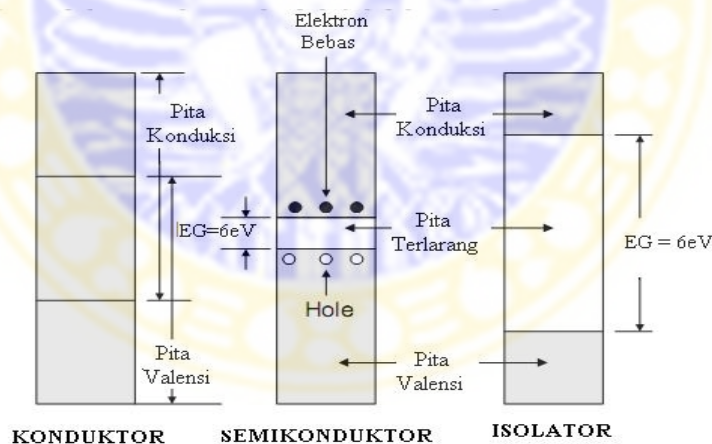 Elektron
Bebas
Pita
Konduksi
Pita
Konduksi
EG=6eV
Pita
Terlarang
EG = 6eV
Hole
Pita
Valensi
Pita
Valensi
KONDUKTOR
SEMIKONDUKTOR
ISOLATOR